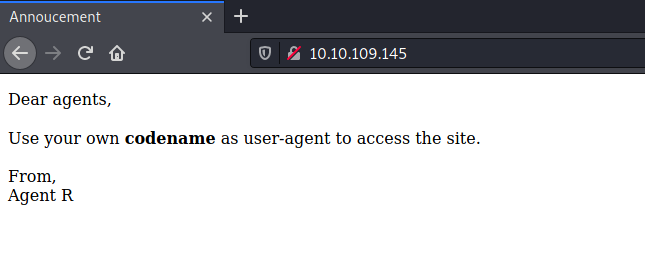 Annoucement
10.10.109.145
Dear agents,
Use your own codename as user-agent to access the site.
From,
Agent R